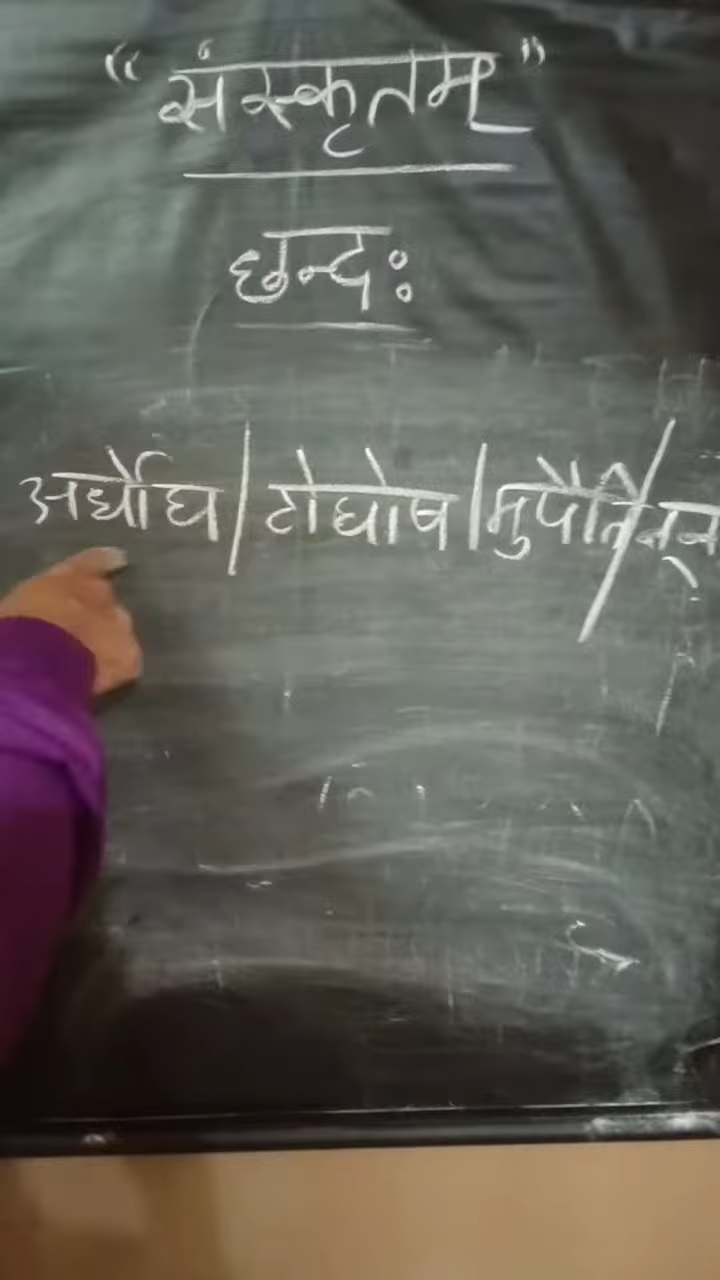 “संस्कृतम्”
छन्दः
अर्धोघ / टोघोष / मुपैति / नून